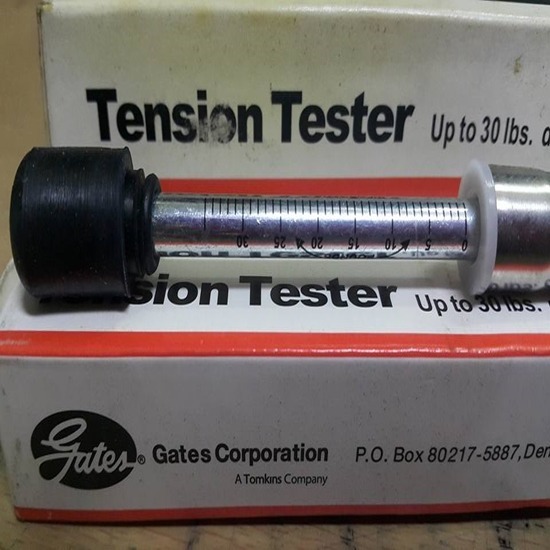 Tension Tester Up to 30 lbs.
30 25 20 15 10 5 0
Tension Tester Up to 30 lbs.
Gates® Gates Corporation P.O. Box 80217-5887, Den
A Tomkins Company